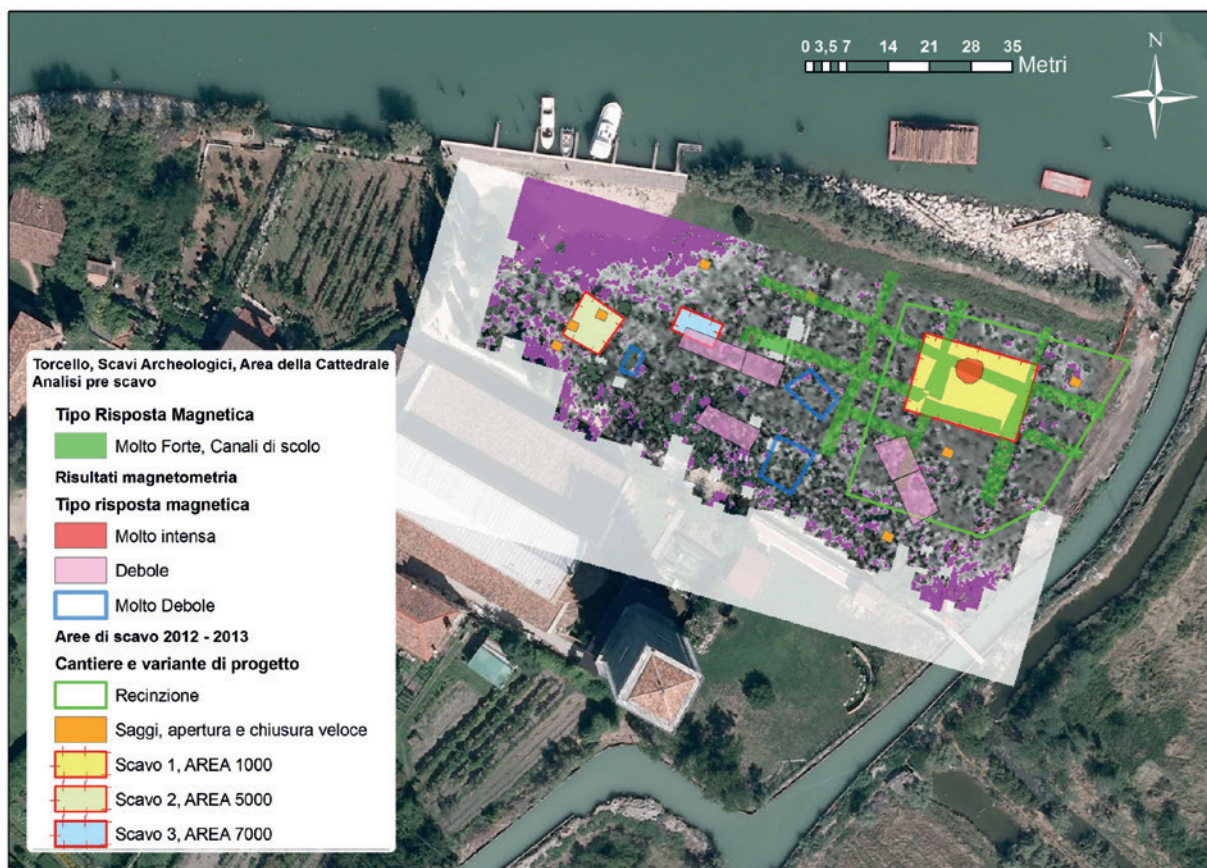 0 3,5 7 14 21 28 35
Metri
N
Torcello, Scavi Archeologici, Area della Cattedrale
Analisi pre scavo
Tipo Risposta Magnetica
Molto Forte, Canali di scolo
Risultati magnetometria
Tipo risposta magnetica
Molto intensa
Debole
Molto Debole
Aree di scavo 2012 - 2013
Cantiere e variante di progetto
Recinzione
Saggi, apertura e chiusura veloce
Scavo 1, AREA 1000
Scavo 2, AREA 5000
Scavo 3, AREA 7000